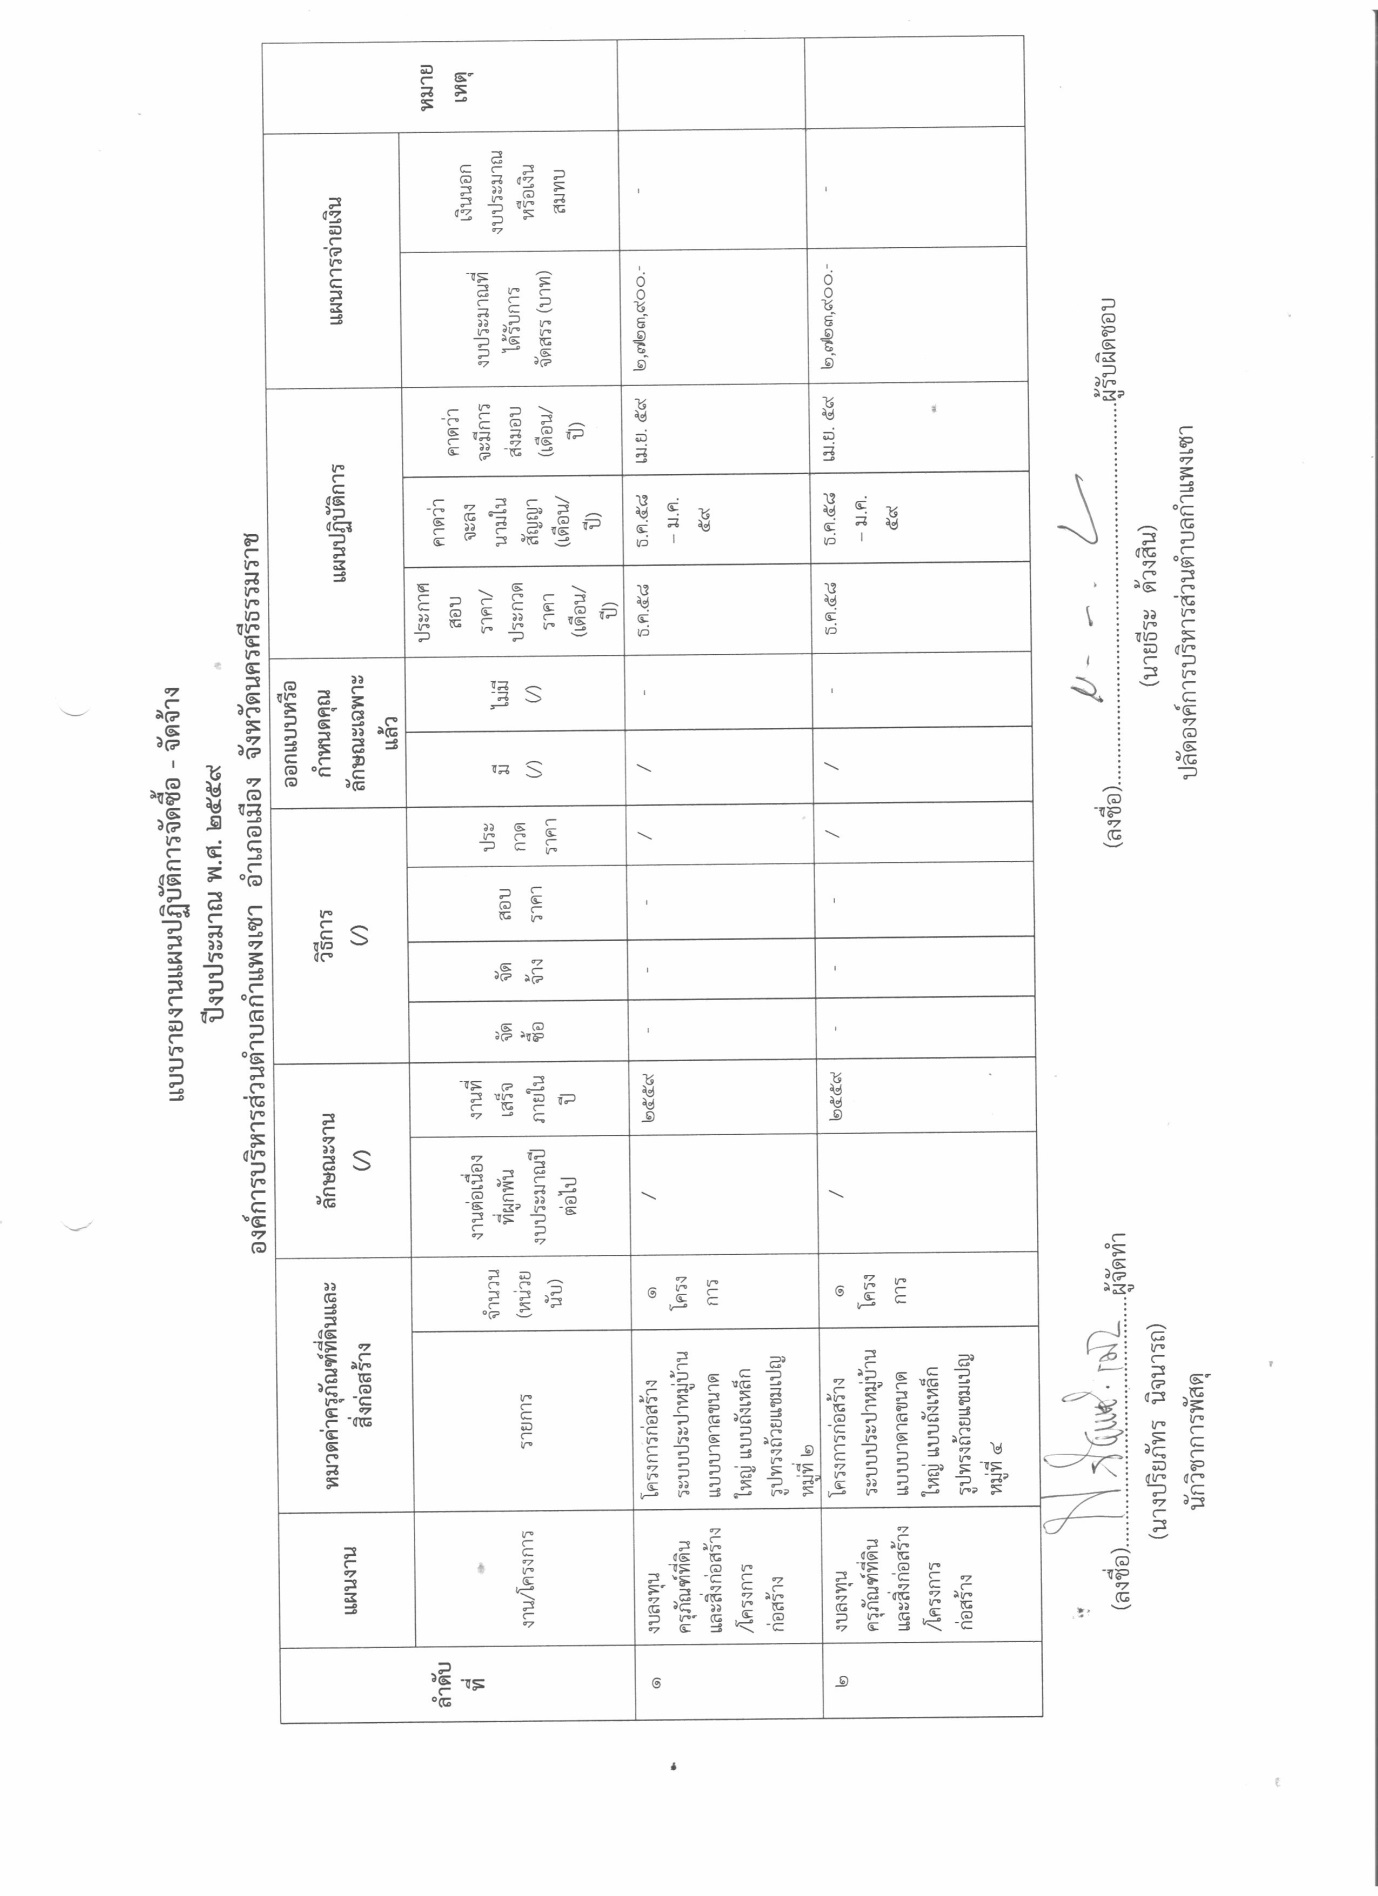 แบบรายงานแผนปฏิบัติการจัดซื้อ - จัดจ้าง
ปีงบประมาณ พ.ศ. ๒๕๕๙
องค์การบริหารส่วนตำบลกำแพงเซา อำเภอเมือง จังหวัดนครศรีธรรมราช
ลำดับ
ที่
แผนงาน
หมวดค่าครุภัณฑ์ที่ดินและ
สิ่งก่อสร้าง
ลักษณะงาน
(/)
วิธีการ
(/)
ออกแบบหรือ
กำหนดคุณ
ลักษณะเฉพาะ
แล้ว
แผนปฏิบัติการ
แผนการจ่ายเงิน
หมาย
เหตุ
งาน/โครงการ
รายการ
จำนวน
(หน่วย
นับ)
งานต่อเนื่อง
ที่ผูกพัน
งบประมาณปี
ต่อไป
งานที่
เสร็จ
ภายใน
ปี
จัด
ซื้อ
จัด
จ้าง
สอบ
ราคา
ประ
กวด
ราคา
มี
(/)
ไม่มี
(/)
ประกาศ
สอบ
ราคา/
ประกวด
ราคา
(เดือน/
ปี)
คาดว่า
จะลง
นามใน
สัญญา
(เดือน/
ปี)
คาดว่า
จะมีการ
ส่งมอบ
(เดือน/
ปี)
งบประมาณที่
ได้รับการ
จัดสรร (บาท)
เงินนอก
งบประมาณ
หรือเงิน
สมทบ
๑
งบลงทุน
ครุภัณฑ์ที่ดิน
และสิ่งก่อสร้าง
/โครงการ
ก่อสร้าง
โครงการก่อสร้าง
ระบบประปาหมู่บ้าน
แบบบาดาลขนาด
ใหญ่ แบบถังเหล็ก
รูปทรงถ้วยแชมเปญ
หมู่ที่ ๒
๑
โครง
การ
/
๒๕๕๙
-
-
-
/
/
-
ธ.ค.๕๘
ธ.ค.๕๘
– ม.ค.
๕๙
เม.ย. ๕๙
๒,๗๒๓,๙๐๐.-
-
๒
งบลงทุน
ครุภัณฑ์ที่ดิน
และสิ่งก่อสร้าง
/โครงการ
ก่อสร้าง
โครงการก่อสร้าง
ระบบประปาหมู่บ้าน
แบบบาดาลขนาด
ใหญ่ แบบถังเหล็ก
รูปทรงถ้วยแชมเปญ
หมู่ที่ ๔
๑
โครง
การ
/
๒๕๕๙
-
-
-
/
/
-
ธ.ค.๕๘
ธ.ค.๕๘
– ม.ค.
๕๙
เม.ย. ๕๙
๒,๗๒๓,๙๐๐.-
-
(ลงชื่อ)..............................ผู้จัดทำ
(นางปริยภัทร นิจนารถ)
นักวิชาการพัสดุ
(ลงชื่อ)..............................ผู้รับผิดชอบ
(นายธีระ ด้วงสิน)
ปลัดองค์การบริหารส่วนตำบลกำแพงเซา